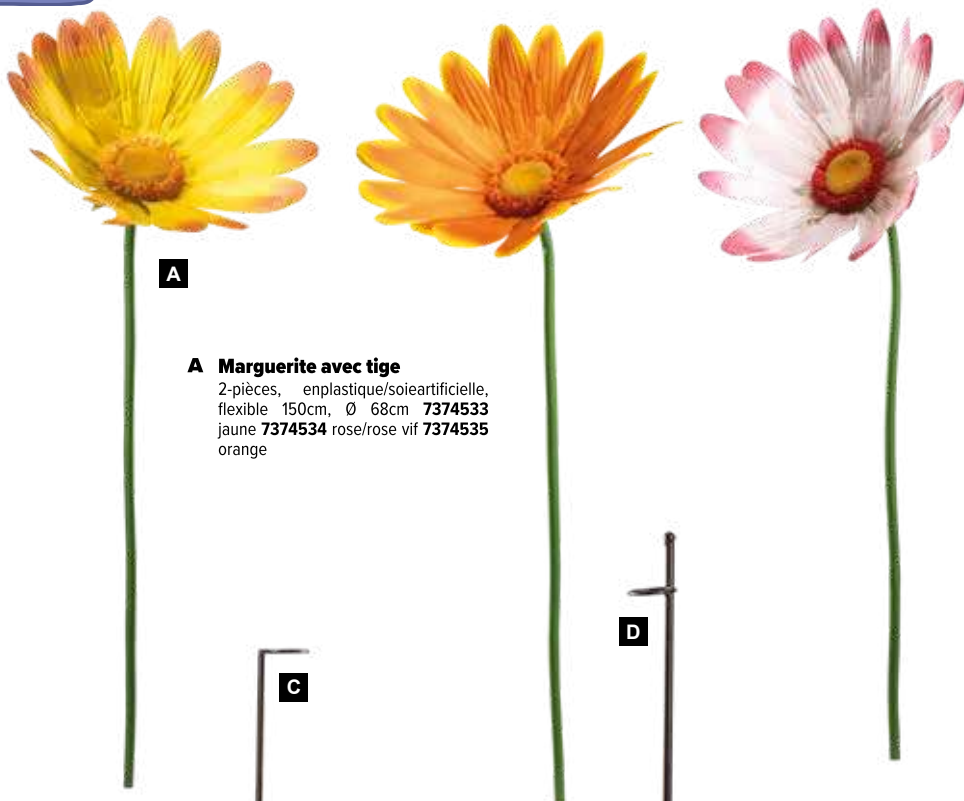 A
A Marguerite avec tige
2-pièces, enplastique/soieartificielle,
flexible 150cm, Ø 68cm 7374533
jaune 7374534 rose/rose vif 7374535
orange
D
C